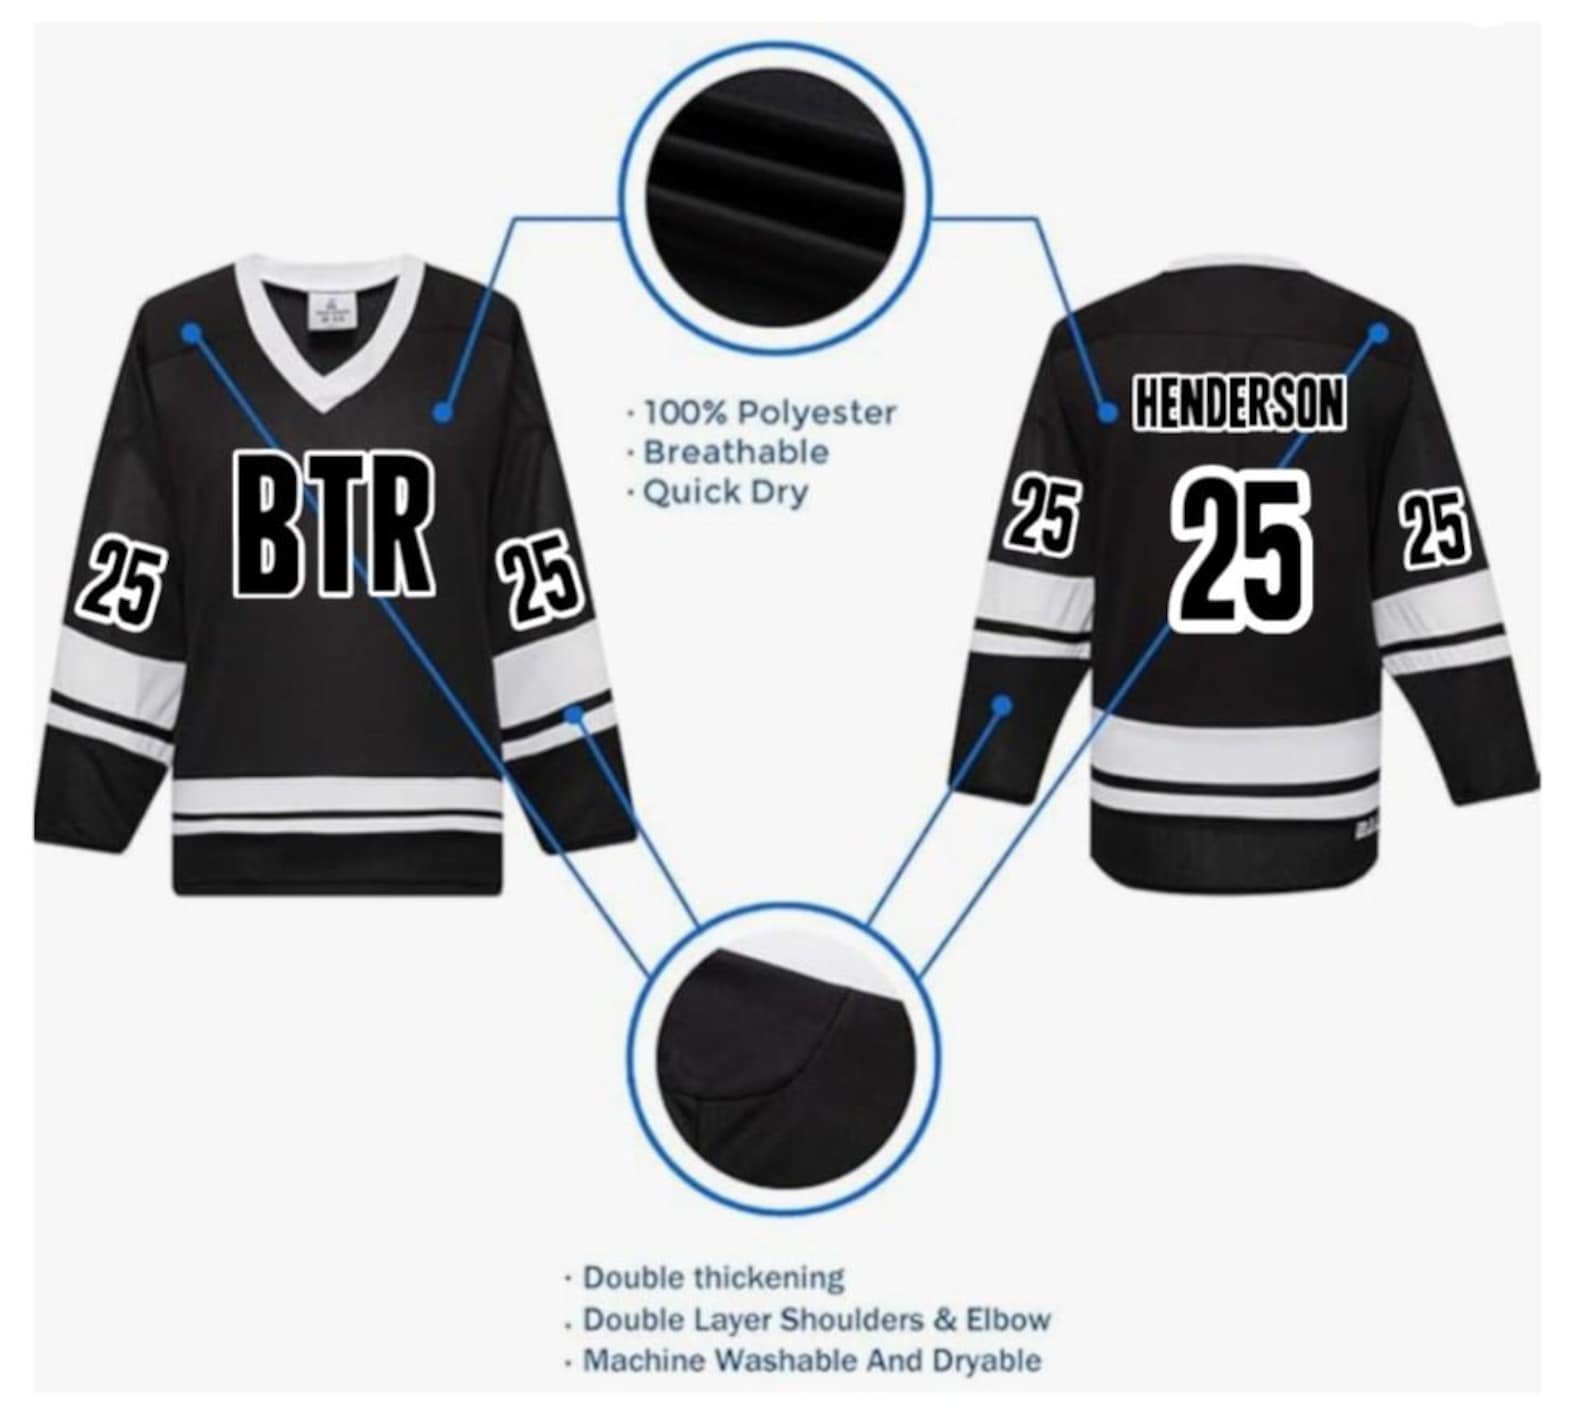 · 100% Polyester
· Breathable
· Quick Dry
BTR
25
25
HENDERSON
25
25
25
· Double thickening
· Double Layer Shoulders & Elbow
· Machine Washable And Dryable